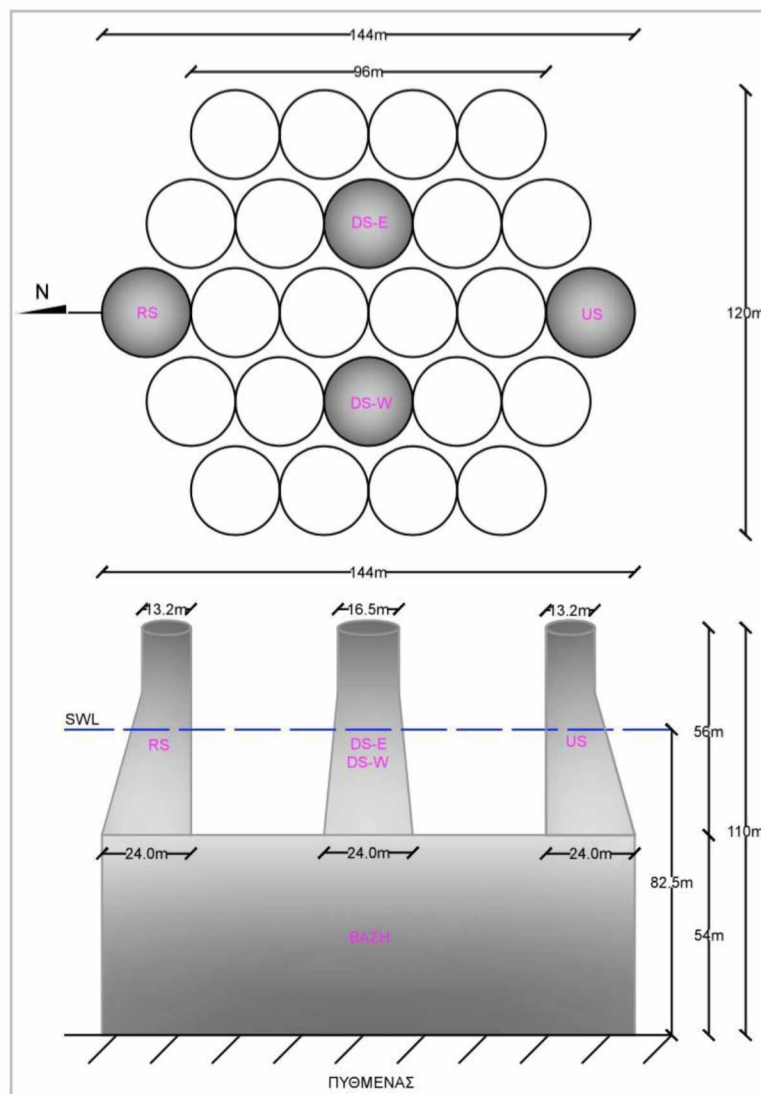 144m
96m
DS-E
N
RS
US
120m
DS-W
144m
13.2m
16.5m
13.2m
SWL
RS
DS-E
DS-W
US
56m
110m
24.0m
24.0m
24.0m
82.5m
54m
ΒΑΣΗ
ΠΥΘΜΕΝΑΣ